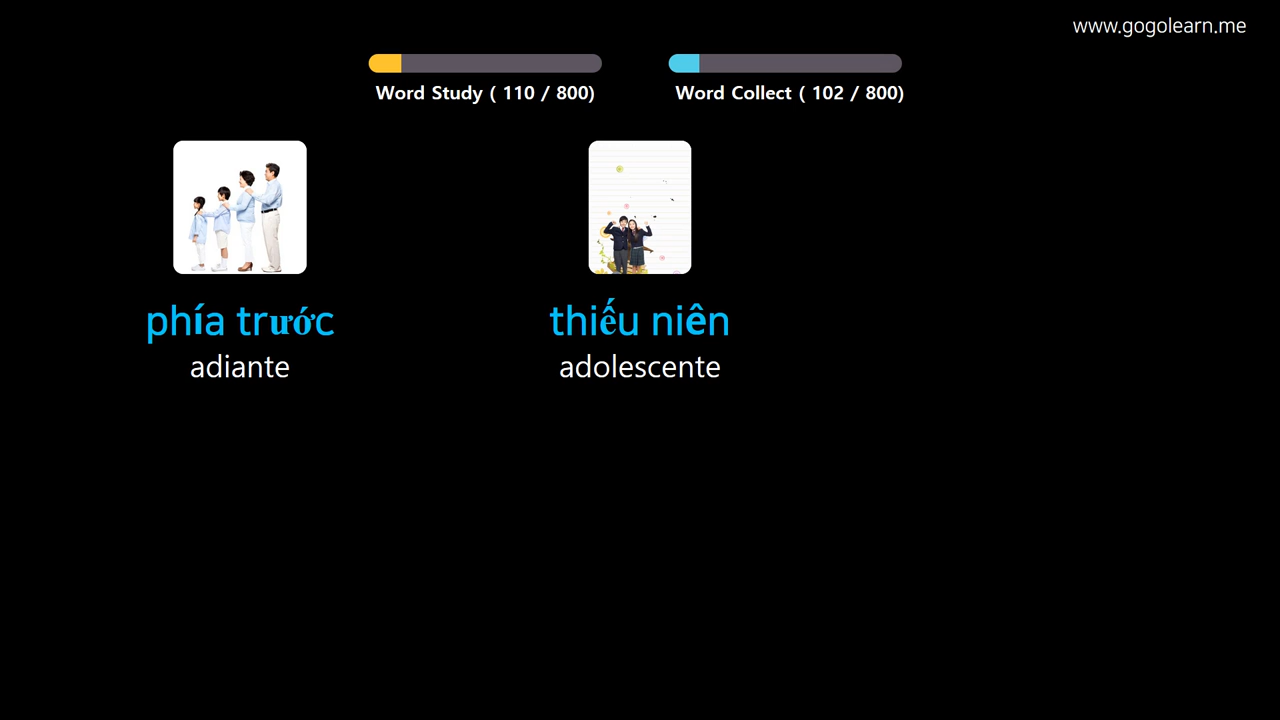 www.gogolearn.me
Word Study ( 110 / 800)
Word Collect ( 102 / 800)
phía trước
adiante
thiếu niên
adolescente